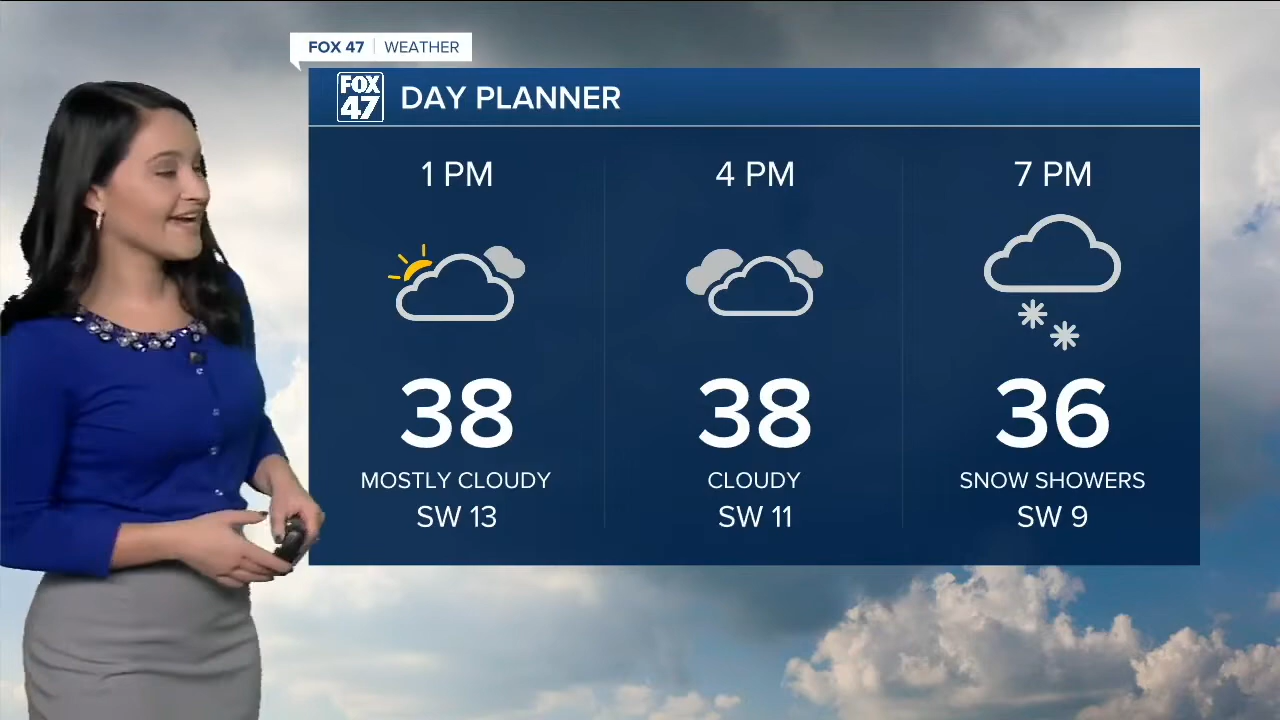 FOX 47 | WEATHER
FOX 47
DAY PLANNER
1 PM
38
MOSTLY CLOUDY
SW 13
4 PM
38
CLOUDY
SW 11
7 PM
36
SNOW SHOWERS
SW 9